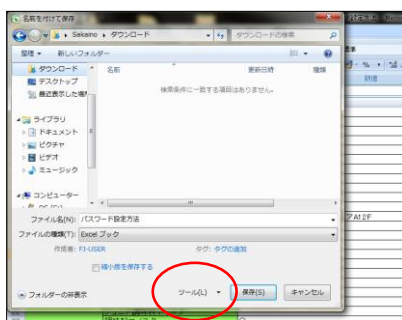 名前を付けて保存
Sakaino ▸ ダウンロード
ダウンロードの検索
整理 ▼ 新しいフォルダー
ダウンロード
デスクトップ
最近表示した場
ライブラリ
ドキュメント
ピクチャ
ビデオ
ミュージック
コンピューター
名前 更新日時 種類
検索条件に一致する項目はありません。
ファイル名(N): パスワード設定方法
ファイルの種類(T): Excel ブック
作成者: FJ-USER タグ: タグの追加
縮小版を保存する
フォルダーの非表示 ツール(L) ▼ 保存(S) キャンセル